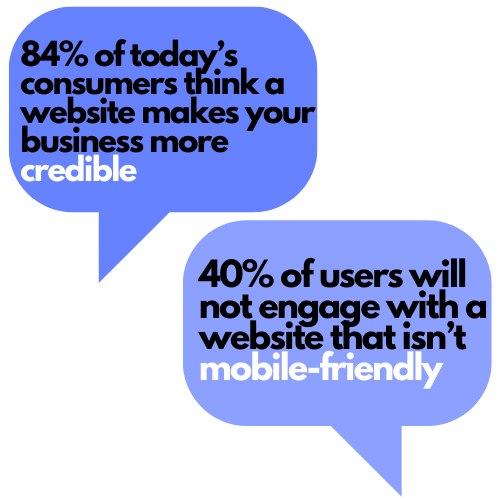 84% of today's
consumers think a
website makes your
business more
credible
40% of users will
not engage with a
website that isn't
mobile-friendly